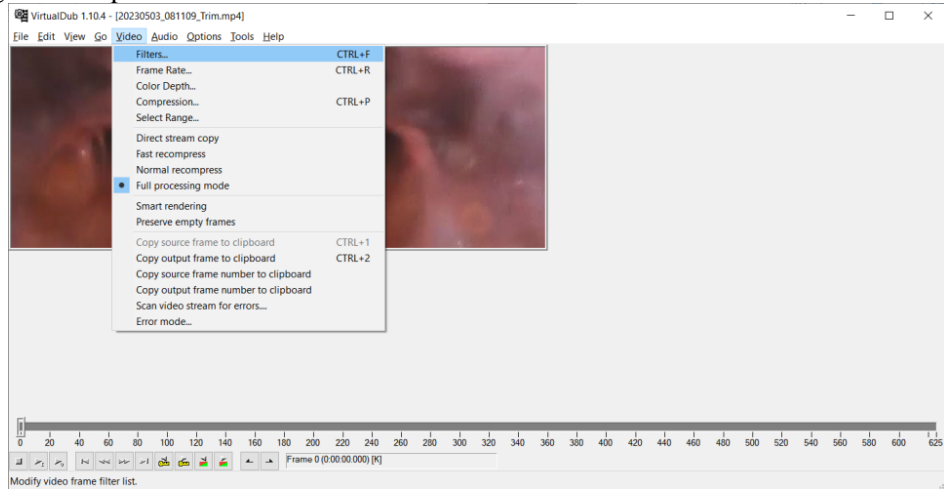 VirtualDub 1.10.4 - [20230503_081109_Trim.mp4]
File Edit View Go Video Audio Options Tools Help
Filters... CTRL+F
Frame Rate... CTRL+R
Color Depth...
Compression... CTRL+P
Select Range...
Direct stream copy
Fast recompress
Normal recompress
Full processing mode
Smart rendering
Preserve empty frames
Copy source frame to clipboard CTRL+1
Copy output frame to clipboard CTRL+2
Copy source frame number to clipboard
Copy output frame number to clipboard
Scan video stream for errors....
Error mode...
0 20 40 60 80 100 120 140 160 180 200 220 240 260 280 300 320 340 360 380 400 420 440 460 480 500 520 540 560 580 600 625
Frame 0 (0:00:00.000) [K]
Modify video frame filter list.